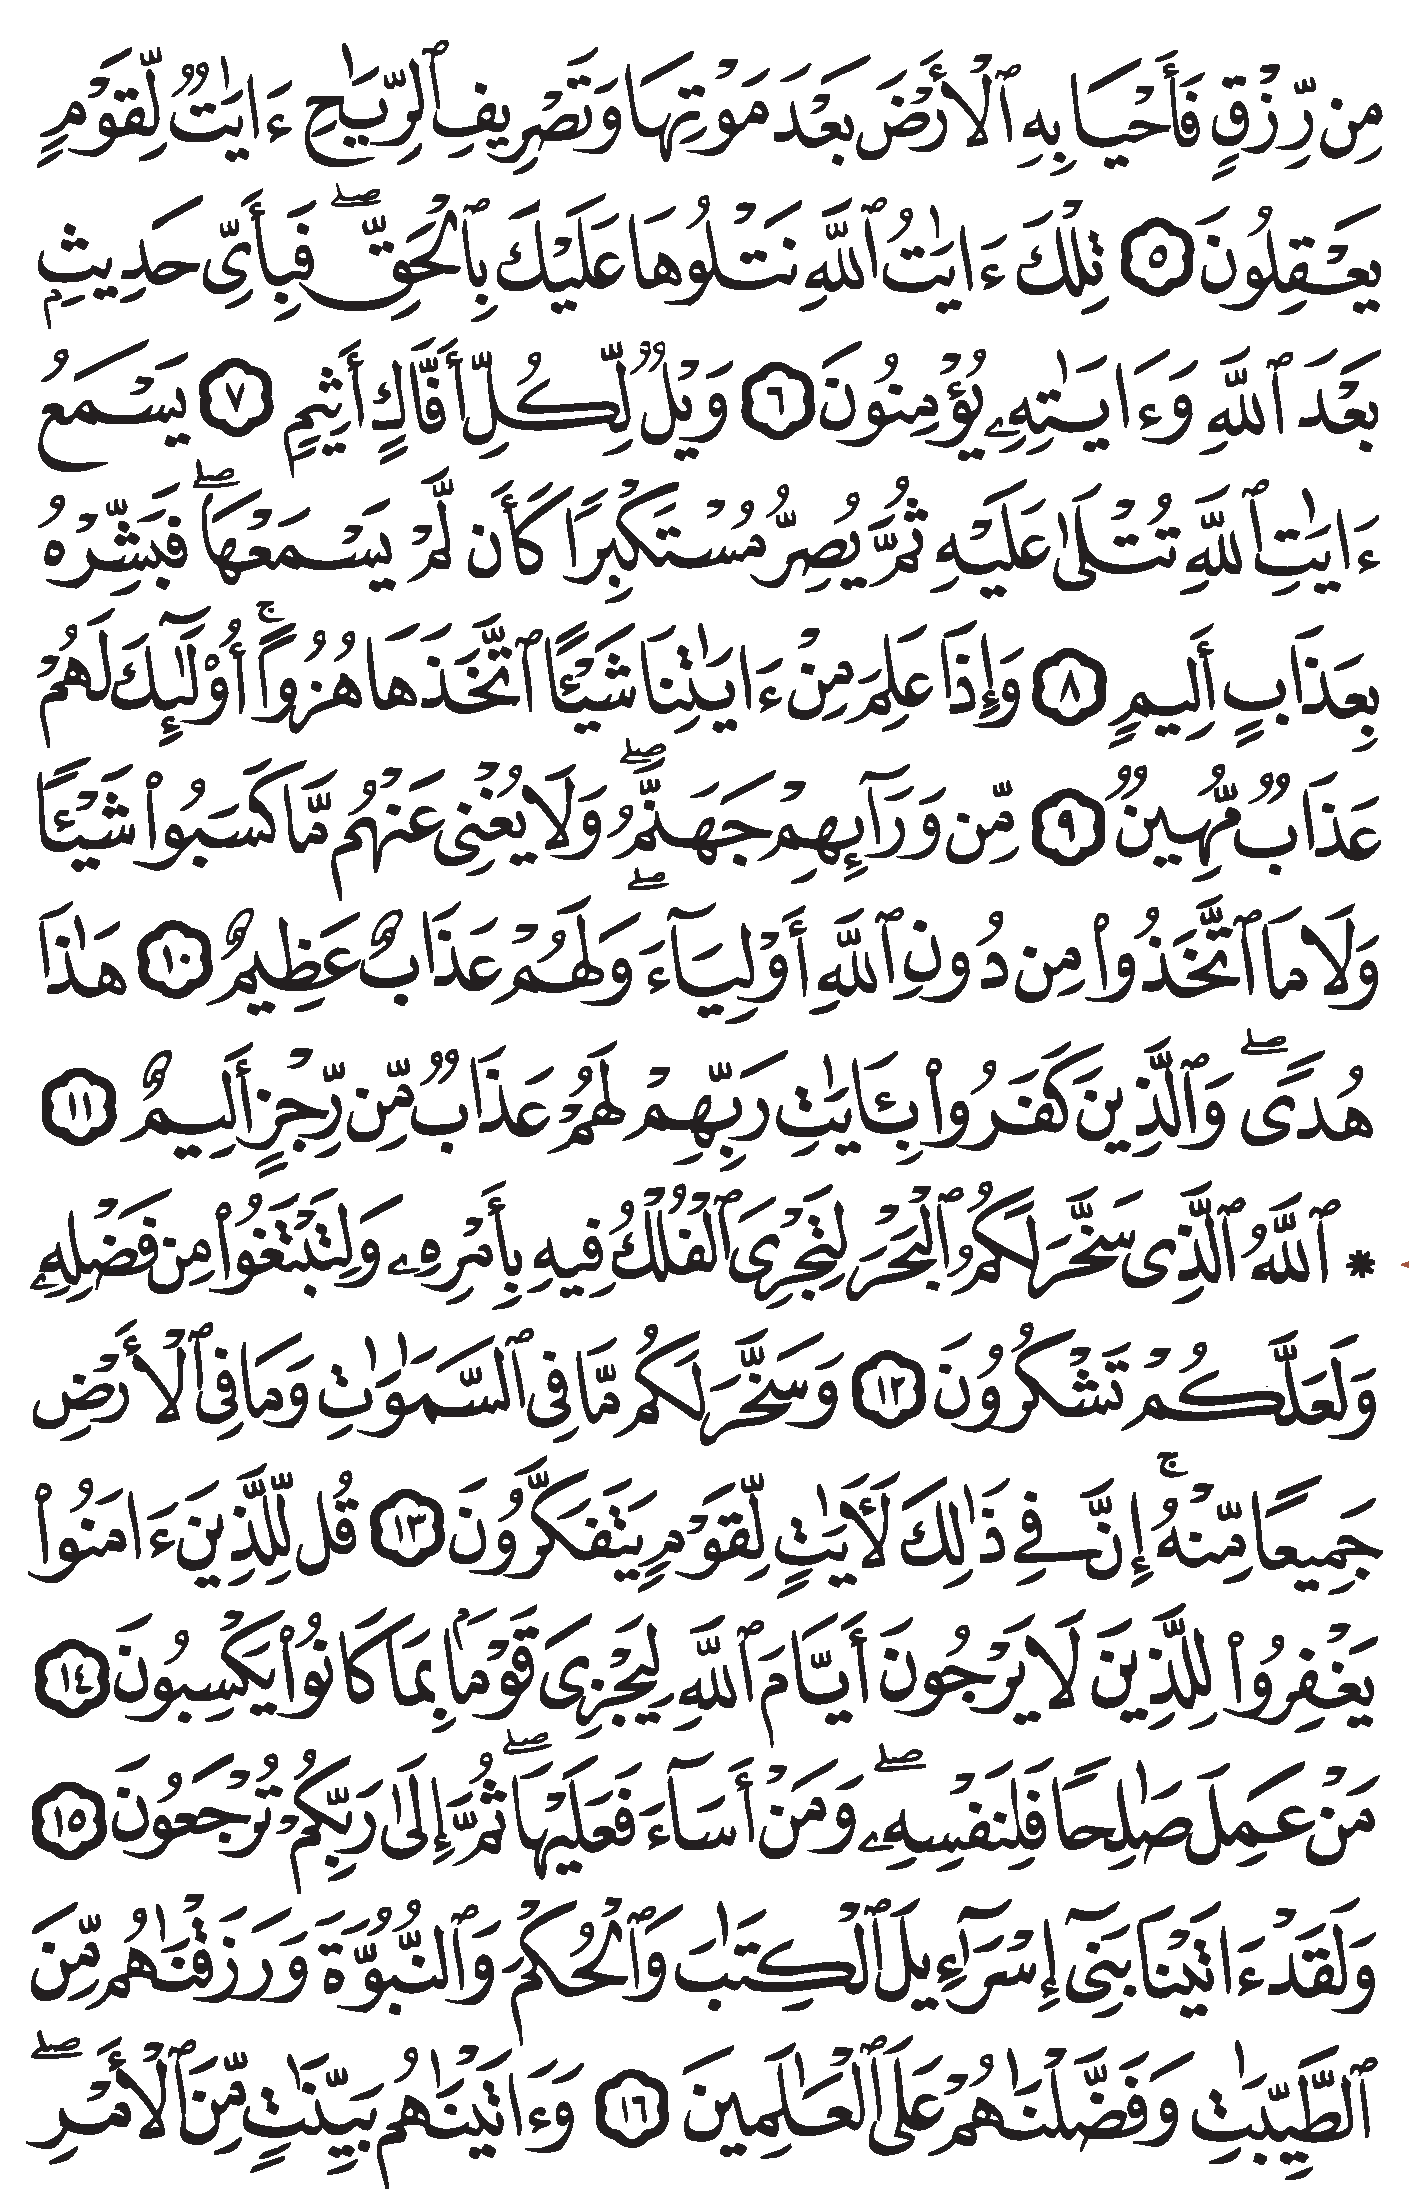 مِن رِّزْقٍ فَأَحْيَا بِهِ ٱلْأَرْضَ بَعْدَ مَوْتِهَا وَتَصْرِيفِ ٱلرِّيَٰحِ ءَايَٰتٌ لِّقَوْمٍ
يَعْقِلُونَ ٥ تِلْكَ ءَايَٰتُ ٱللَّهِ نَتْلُوهَا عَلَيْكَ بِٱلْحَقِّۖ فَبِأَيِّ حَدِيثٍۭ
بَعْدَ ٱللَّهِ وَءَايَٰتِهِۦ يُؤْمِنُونَ ٦ وَيْلٌ لِّكُلِّ أَفَّاكٍ أَثِيمٍ ٧ يَسْمَعُ
ءَايَٰتِ ٱللَّهِ تُتْلَىٰ عَلَيْهِ ثُمَّ يُصِرُّ مُسْتَكْبِرًا كَأَن لَّمْ يَسْمَعْهَاۖ فَبَشِّرْهُ
بِعَذَابٍ أَلِيمٍ ٨ وَإِذَا عَلِمَ مِنْ ءَايَٰتِنَا شَيْـًٔا ٱتَّخَذَهَا هُزُوًاۚ أُوْلَٰٓئِكَ لَهُمْ
عَذَابٌ مُّهِينٌ ٩ مِّن وَرَآئِهِمْ جَهَنَّمُۖ وَلَا يُغْنِي عَنْهُم مَّا كَسَبُواْ شَيْـًٔا
وَلَا مَا ٱتَّخَذُواْ مِن دُونِ ٱللَّهِ أَوْلِيَآءَۖ وَلَهُمْ عَذَابٌ عَظِيمٌ ١٠ هَٰذَا
هُدًىۖ وَٱلَّذِينَ كَفَرُواْ بِـَٔايَٰتِ رَبِّهِمْ لَهُمْ عَذَابٌ مِّن رِّجْزٍ أَلِيمٌ ١١
* ٱللَّهُ ٱلَّذِي سَخَّرَ لَكُمُ ٱلْبَحْرَ لِتَجْرِيَ ٱلْفُلْكُ فِيهِ بِأَمْرِهِۦ وَلِتَبْتَغُواْ مِن فَضْلِهِۦ
وَلَعَلَّكُمْ تَشْكُرُونَ ١٢ وَسَخَّرَ لَكُم مَّا فِي ٱلسَّمَٰوَٰتِ وَمَا فِي ٱلْأَرْضِ
جَمِيعًا مِّنْهُۚ إِنَّ فِي ذَٰلِكَ لَأٓيَٰتٍ لِّقَوْمٍ يَتَفَكَّرُونَ ١٣ قُل لِّلَّذِينَ ءَامَنُواْ
يَغْفِرُواْ لِلَّذِينَ لَا يَرْجُونَ أَيَّامَ ٱللَّهِ لِيَجْزِيَ قَوْمَۢا بِمَا كَانُواْ يَكْسِبُونَ ١٤
مَنْ عَمِلَ صَٰلِحًا فَلِنَفْسِهِۦۖ وَمَنْ أَسَآءَ فَعَلَيْهَاۖ ثُمَّ إِلَىٰ رَبِّكُمْ تُرْجَعُونَ ١٥
وَلَقَدْ ءَاتَيْنَا بَنِيٓ إِسْرَٰٓءِيلَ ٱلْكِتَٰبَ وَٱلْحُكْمَ وَٱلنُّبُوَّةَ وَرَزَقْنَٰهُم مِّنَ
ٱلطَّيِّبَٰتِ وَفَضَّلْنَٰهُمْ عَلَى ٱلْعَٰلَمِينَ ١٦ وَءَاتَيْنَٰهُم بَيِّنَٰتٍ مِّنَ ٱلْأَمْرِۖ